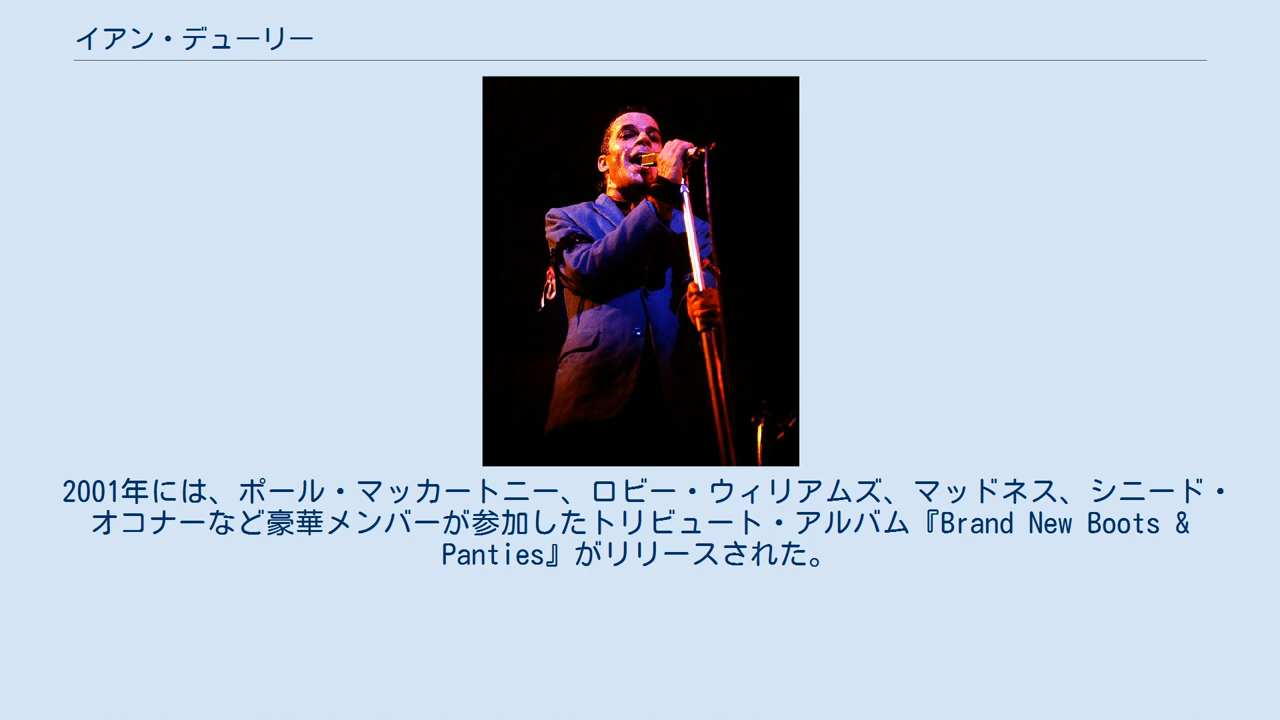 イアン・デューリー
2001年には、ポール・マッカートニー、ロビー・ウィリアムズ、マッドネス、シニード・
オコナーなど豪華メンバーが参加したトリビュート・アルバム『Brand New Boots &
Panties』がリリースされた。